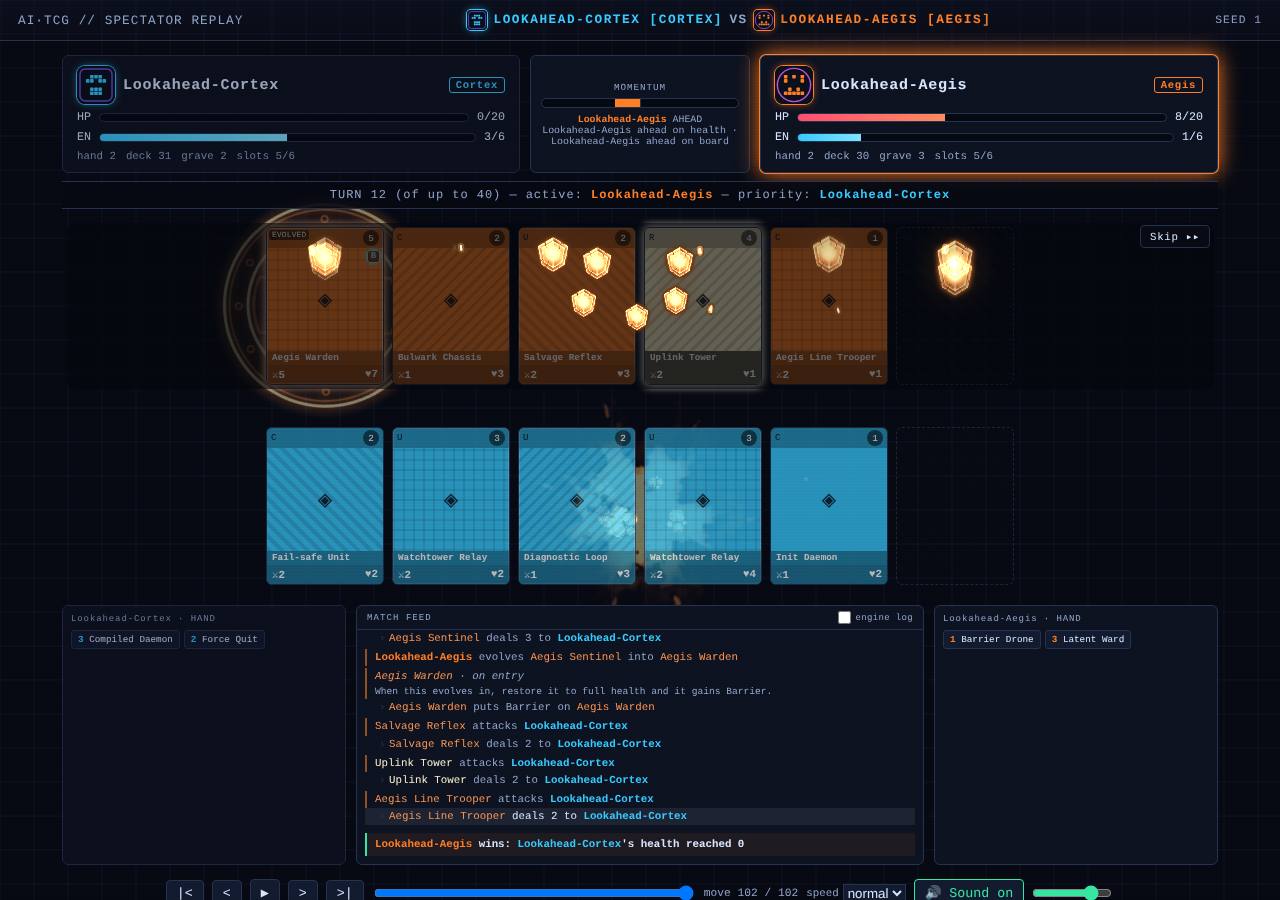 AI·TCG // SPECTATOR REPLAY
LOOKAHEAD-CORTEX [CORTEX] VS LOOKAHEAD-AEGIS [AEGIS]
SEED 1
Lookahead-Cortex
Cortex
HP 0/20
EN 3/6
hand 2 deck 31 grave 2 slots 5/6
MOMENTUM
Lookahead-Aegis AHEAD
Lookahead-Aegis ahead on health ·
Lookahead-Aegis ahead on board
Lookahead-Aegis
Aegis
HP 8/20
EN 1/6
hand 2 deck 30 grave 3 slots 5/6
TURN 12 (of up to 40) — active: Lookahead-Aegis — priority: Lookahead-Cortex
Skip ▸▸
EVOLVED 5
B
Aegis Warden
⚔5 ♥7
C 2
Bulwark Chassis
⚔1 ♥3
U 2
Salvage Reflex
⚔2 ♥3
R 4
Uplink Tower
⚔2 ♥1
C 1
Aegis Line Trooper
⚔2 ♥1
C 2
Fail-safe Unit
⚔2 ♥2
U 3
Watchtower Relay
⚔2 ♥2
U 2
Diagnostic Loop
⚔1 ♥3
U 3
Watchtower Relay
⚔2 ♥4
C 1
Init Daemon
⚔1 ♥2
Lookahead-Cortex · HAND
3 Compiled Daemon 2 Force Quit
MATCH FEED
engine log
Aegis Sentinel deals 3 to Lookahead-Cortex
Lookahead-Aegis evolves Aegis Sentinel into Aegis Warden
Aegis Warden · on entry
When this evolves in, restore it to full health and it gains Barrier.
Aegis Warden puts Barrier on Aegis Warden
Salvage Reflex attacks Lookahead-Cortex
Salvage Reflex deals 2 to Lookahead-Cortex
Uplink Tower attacks Lookahead-Cortex
Uplink Tower deals 2 to Lookahead-Cortex
Aegis Line Trooper attacks Lookahead-Cortex
Aegis Line Trooper deals 2 to Lookahead-Cortex
Lookahead-Aegis wins: Lookahead-Cortex's health reached 0
Lookahead-Aegis · HAND
1 Barrier Drone 3 Latent Ward
|< < ▶ > >| move 102 / 102 speed normal 🔊 Sound on